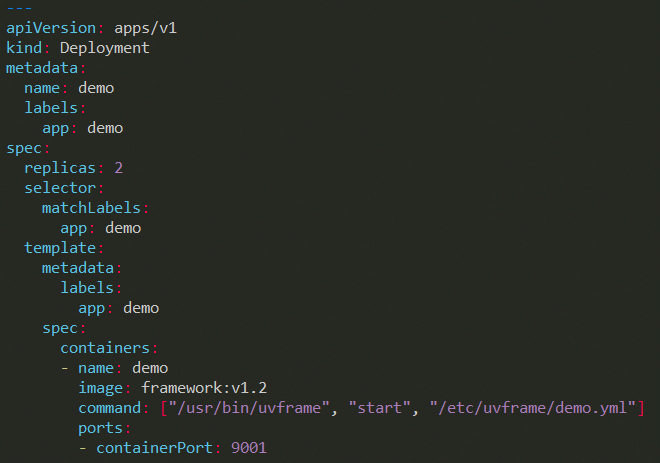 ---
apiVersion: apps/v1
kind: Deployment
metadata:
  name: demo
  labels:
    app: demo
spec:
  replicas: 2
  selector:
    matchLabels:
      app: demo
  template:
    metadata:
      labels:
        app: demo
    spec:
      containers:
      - name: demo
        image: framework:v1.2
        command: ["/usr/bin/uvframe", "start", "/etc/uvframe/demo.yml"]
        ports:
        - containerPort: 9001